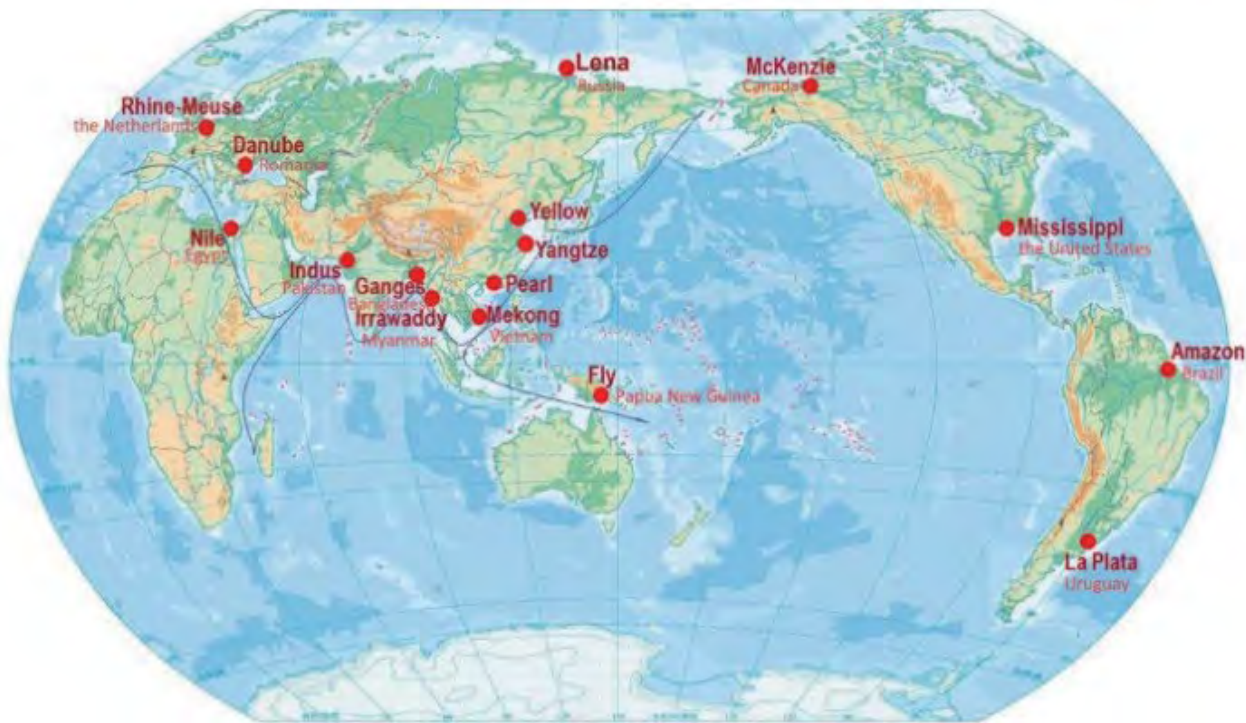 Lena
Russia
McKenzie
Canada
Rhine-Meuse
the Netherlands
Danube
Romania
Yellow
Nile
Egypt
Yangtze
Mississippi
the United States
Indus
Pakistan
Ganges
Bangladesh
Pearl
Irrawaddy
Myanmar
Mekong
Vietnam
Amazon
Brazil
Fly
Papua New Guinea
La Plata
Uruguay